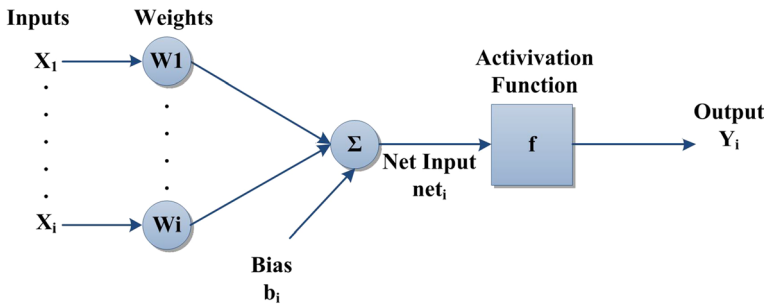 Inputs
Weights
X1
W1
Xi
Wi
Σ
Bias
bi
Net Input
neti
Activivation
Function
f
Output
Yi